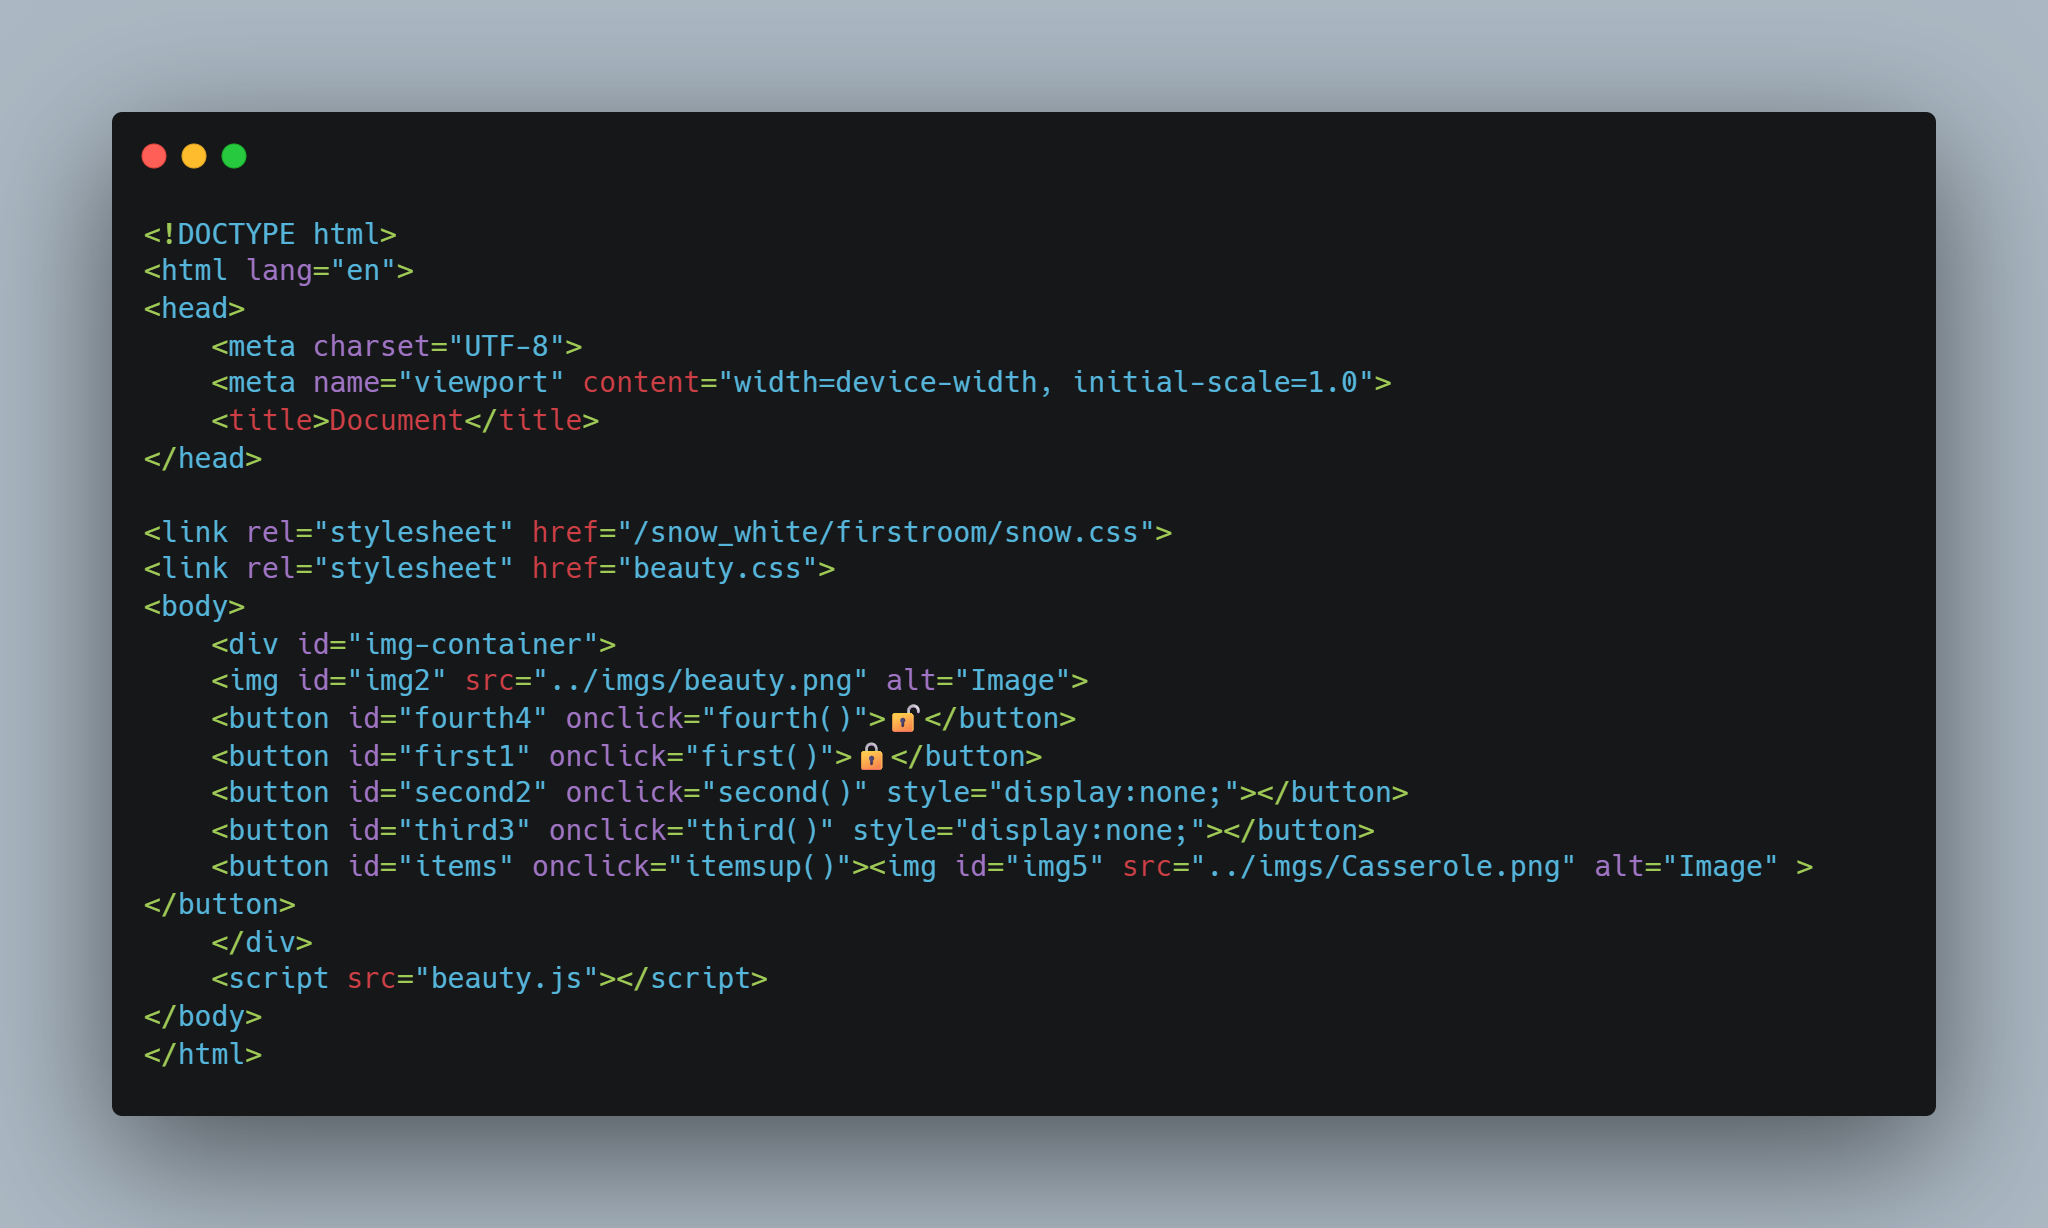 <!DOCTYPE html>
<html lang="en">
<head>
    <meta charset="UTF-8">
    <meta name="viewport" content="width=device-width, initial-scale=1.0">
    <title>Document</title>
</head>

<link rel="stylesheet" href="/snow_white/firstroom/snow.css">
<link rel="stylesheet" href="beauty.css">
<body>
    <div id="img-container">
    <img id="img2" src="../imgs/beauty.png" alt="Image">
    <button id="fourth4" onclick="fourth()">🔓</button>
    <button id="first1" onclick="first()">🔒</button>
    <button id="second2" onclick="second()" style="display:none;"></button>
    <button id="third3" onclick="third()" style="display:none;"></button>
    <button id="items" onclick="itemsup()"><img id="img5" src="../imgs/Casserole.png" alt="Image" >
</button>
    </div>
    <script src="beauty.js"></script>
</body>
</html>